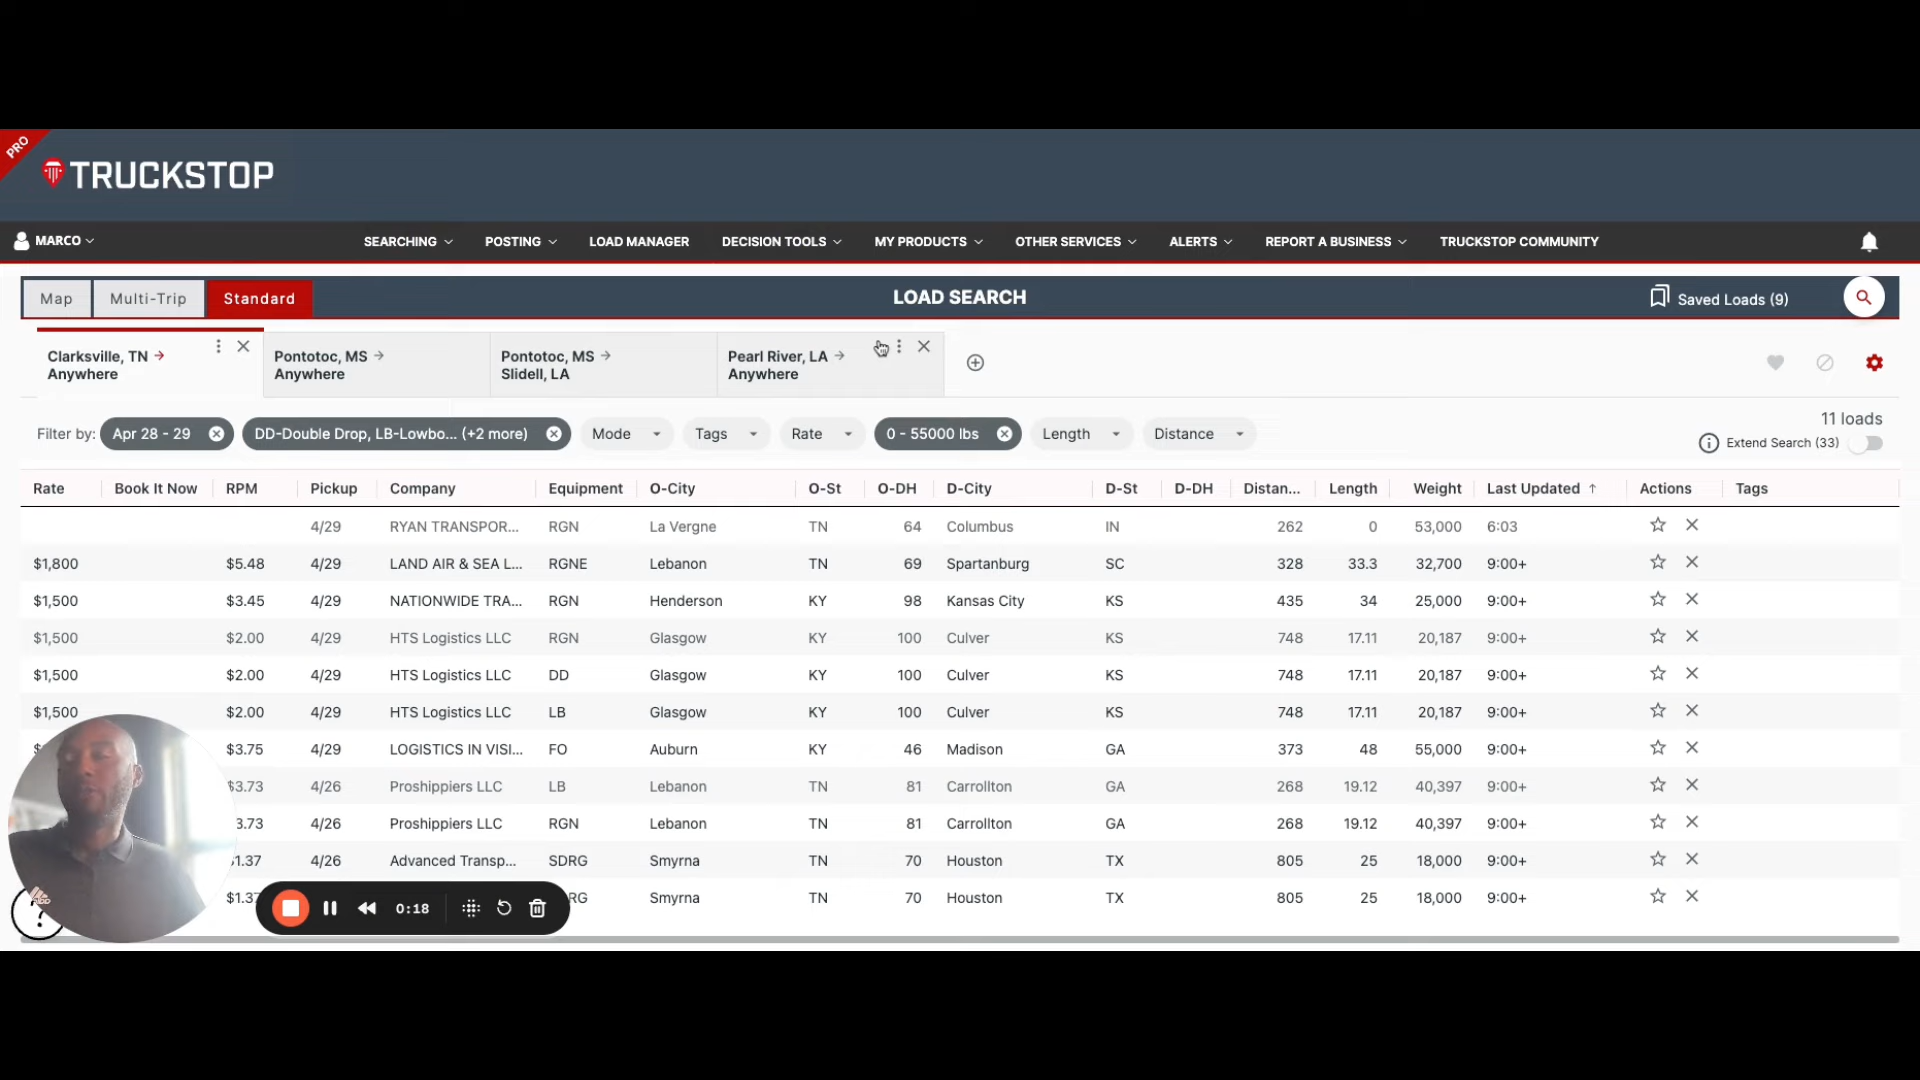 PRO
TRUCKSTOP
MARCO
SEARCHING
POSTING
LOAD MANAGER
DECISION TOOLS
MY PRODUCTS
OTHER SERVICES
ALERTS
REPORT A BUSINESS
TRUCKSTOP COMMUNITY
Map
Multi-Trip
Standard
LOAD SEARCH
Saved Loads (9)
Clarksville, TN →
Anywhere
Pontotoc, MS →
Anywhere
Pontotoc, MS →
Slidell, LA
Pearl River, LA →
Anywhere
11 loads
Filter by: Apr 28 - 29 DD-Double Drop, LB-Lowbo... (+2 more) Mode Tags Rate 0 - 55000 lbs Length Distance
Extend Search (33)
Rate Book It Now RPM Pickup Company Equipment O-City O-St O-DH D-City D-St D-DH Distan... Length Weight Last Updated ↑ Actions Tags
4/29 RYAN TRANSPOR... RGN La Vergne TN 64 Columbus IN 262 0 53,000 6:03
$1,800 $5.48 4/29 LAND AIR & SEA L... RGNE Lebanon TN 69 Spartanburg SC 328 33.3 32,700 9:00+
$1,500 $3.45 4/29 NATIONWIDE TRA... RGN Henderson KY 98 Kansas City KS 435 34 25,000 9:00+
$1,500 $2.00 4/29 HTS Logistics LLC RGN Glasgow KY 100 Culver KS 748 17.11 20,187 9:00+
$1,500 $2.00 4/29 HTS Logistics LLC DD Glasgow KY 100 Culver KS 748 17.11 20,187 9:00+
$1,500 $2.00 4/29 HTS Logistics LLC LB Glasgow KY 100 Culver KS 748 17.11 20,187 9:00+
$3.75 4/29 LOGISTICS IN VISI... FO Auburn KY 46 Madison GA 373 48 55,000 9:00+
$3.73 4/26 Proshippiers LLC LB Lebanon TN 81 Carrollton GA 268 19.12 40,397 9:00+
$3.73 4/26 Proshippiers LLC RGN Lebanon TN 81 Carrollton GA 268 19.12 40,397 9:00+
$1.37 4/26 Advanced Transp... SDRG Smyrna TN 70 Houston TX 805 25 18,000 9:00+
$1.37 RG Smyrna TN 70 Houston TX 805 25 18,000 9:00+
0:18
?